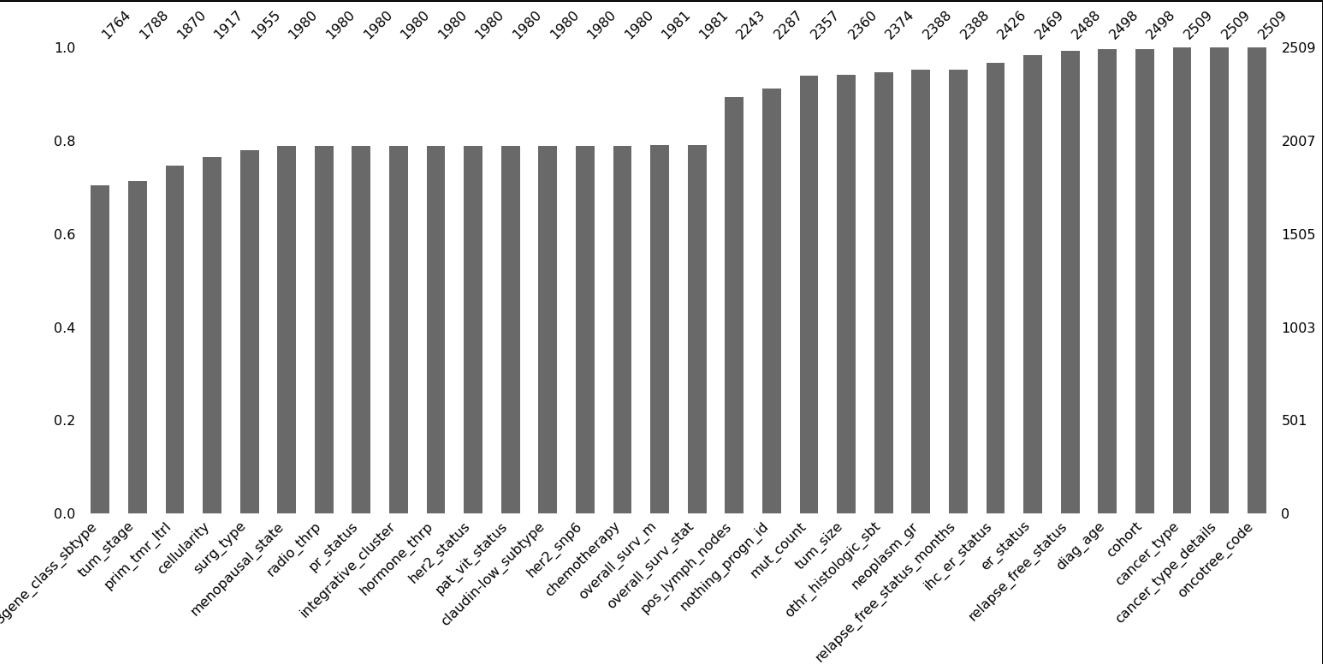 1764 1788 1870 1917 1955 1980 1980 1980 1980 1980 1980 1980 1980 1980 1980 1981 1981 2243 2287 2357 2360 2374 2388 2388 2426 2469 2488 2498 2498 2509 2509 2509
1.0 2509
0.8 2007
0.6 1505
0.4 1003
0.2 501
0.0 0
3gene_class_sbtype
tum_stage
prim_tmr_ltrl
cellularity
surg_type
menopausal_state
radio_thrp
pr_status
integrative_cluster
hormone_thrp
her2_status
pat_vit_status
claudin-low_subtype
her2_snp6
chemotherapy
overall_surv_m
overall_surv_stat
pos_lymph_nodes
nothing_progn_id
mut_count
tum_size
othr_histologic_sbt
neoplasm_gr
relapse_free_status_months
ihc_er_status
er_status
relapse_free_status
diag_age
cohort
cancer_type
cancer_type_details
oncotree_code